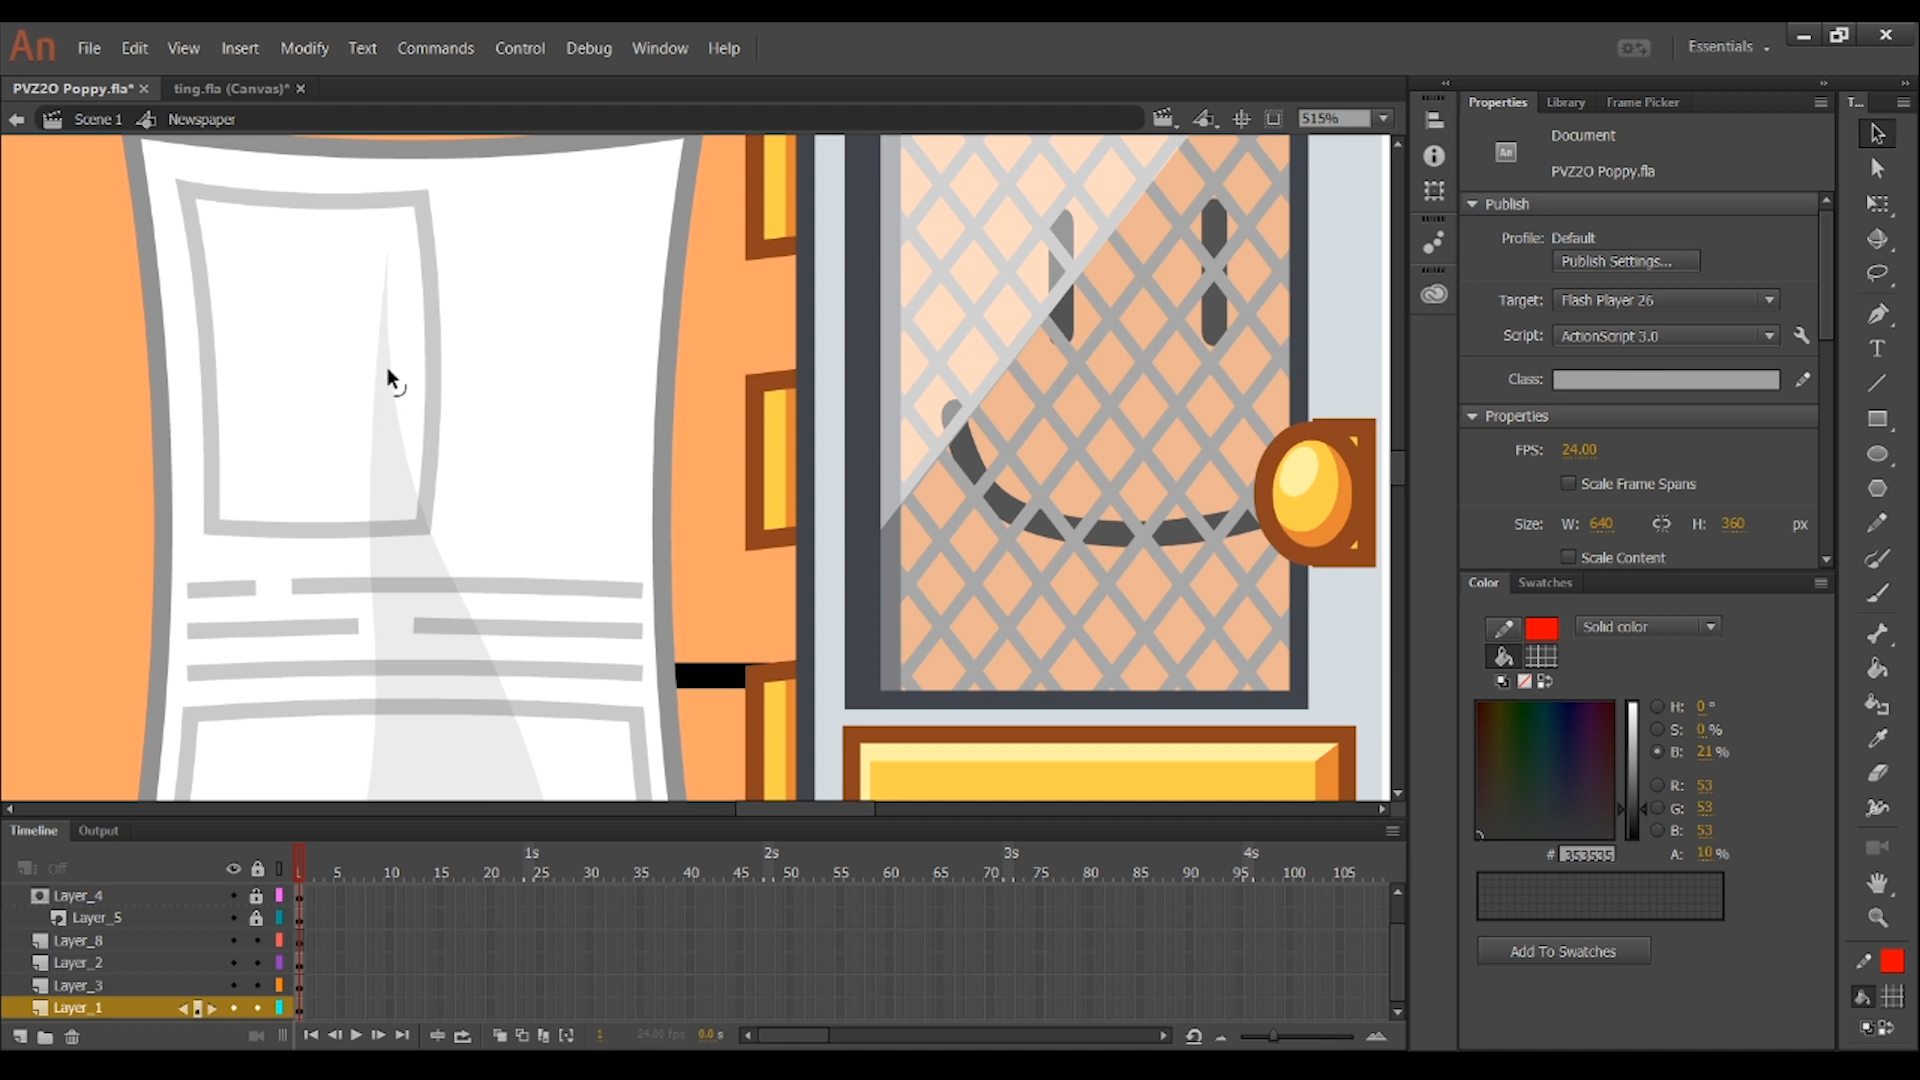 An File Edit View Insert Modify Text Commands Control Debug Window Help Essentials
PVZ2O Poppy.fla* ting.fla (Canvas)*
Scene 1 Newspaper 515%
Properties Library Frame Picker T...
Document
An
PVZ2O Poppy.fla
Publish
Profile: Default
Publish Settings...
Target: Flash Player 26
Script: ActionScript 3.0
Class:
Properties
FPS: 24.00
Scale Frame Spans
Size: W: 640 H: 360 px
Scale Content
Color Swatches
Solid color
H: 0 °
S: 0 %
B: 21 %
R: 53
G: 53
B: 53
# 353535 A: 10 %
Add To Swatches
Timeline Output
1s 2s 3s 4s
Off 5 10 15 20 25 30 35 40 45 50 55 60 65 70 75 80 85 90 95 100 105
Layer_4
Layer_5
Layer_8
Layer_2
Layer_3
Layer_1
1 24.00 fps 0.0 s